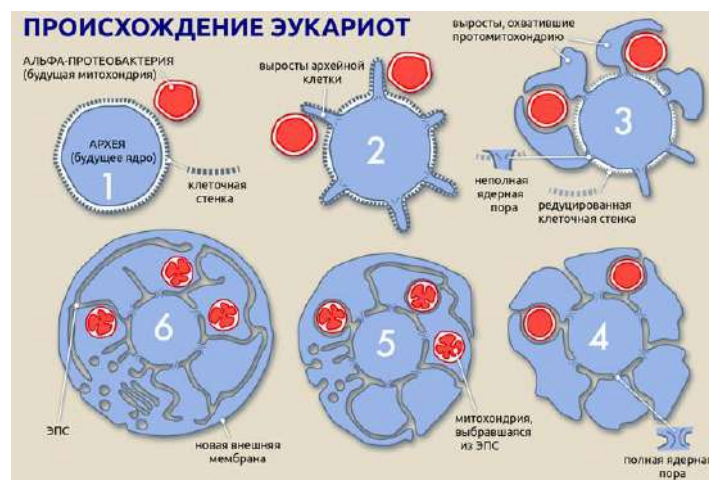 ПРОИСХОЖДЕНИЕ ЭУКАРИОТ
АЛЬФА-ПРОТЕОБАКТЕРИЯ
(будущая митохондрия)
АРХЕЯ
(будущее ядро)
1
клеточная
стенка
выросты архейной
клетки
2
выросты, охватившие
протомитохондрию
3
неполная
ядерная
пора
редуцированная
клеточная стенка
6
ЭПС
новая внешняя
мембрана
5
митохондрия,
выбравшаяся
из ЭПС
4
полная ядерная
пора